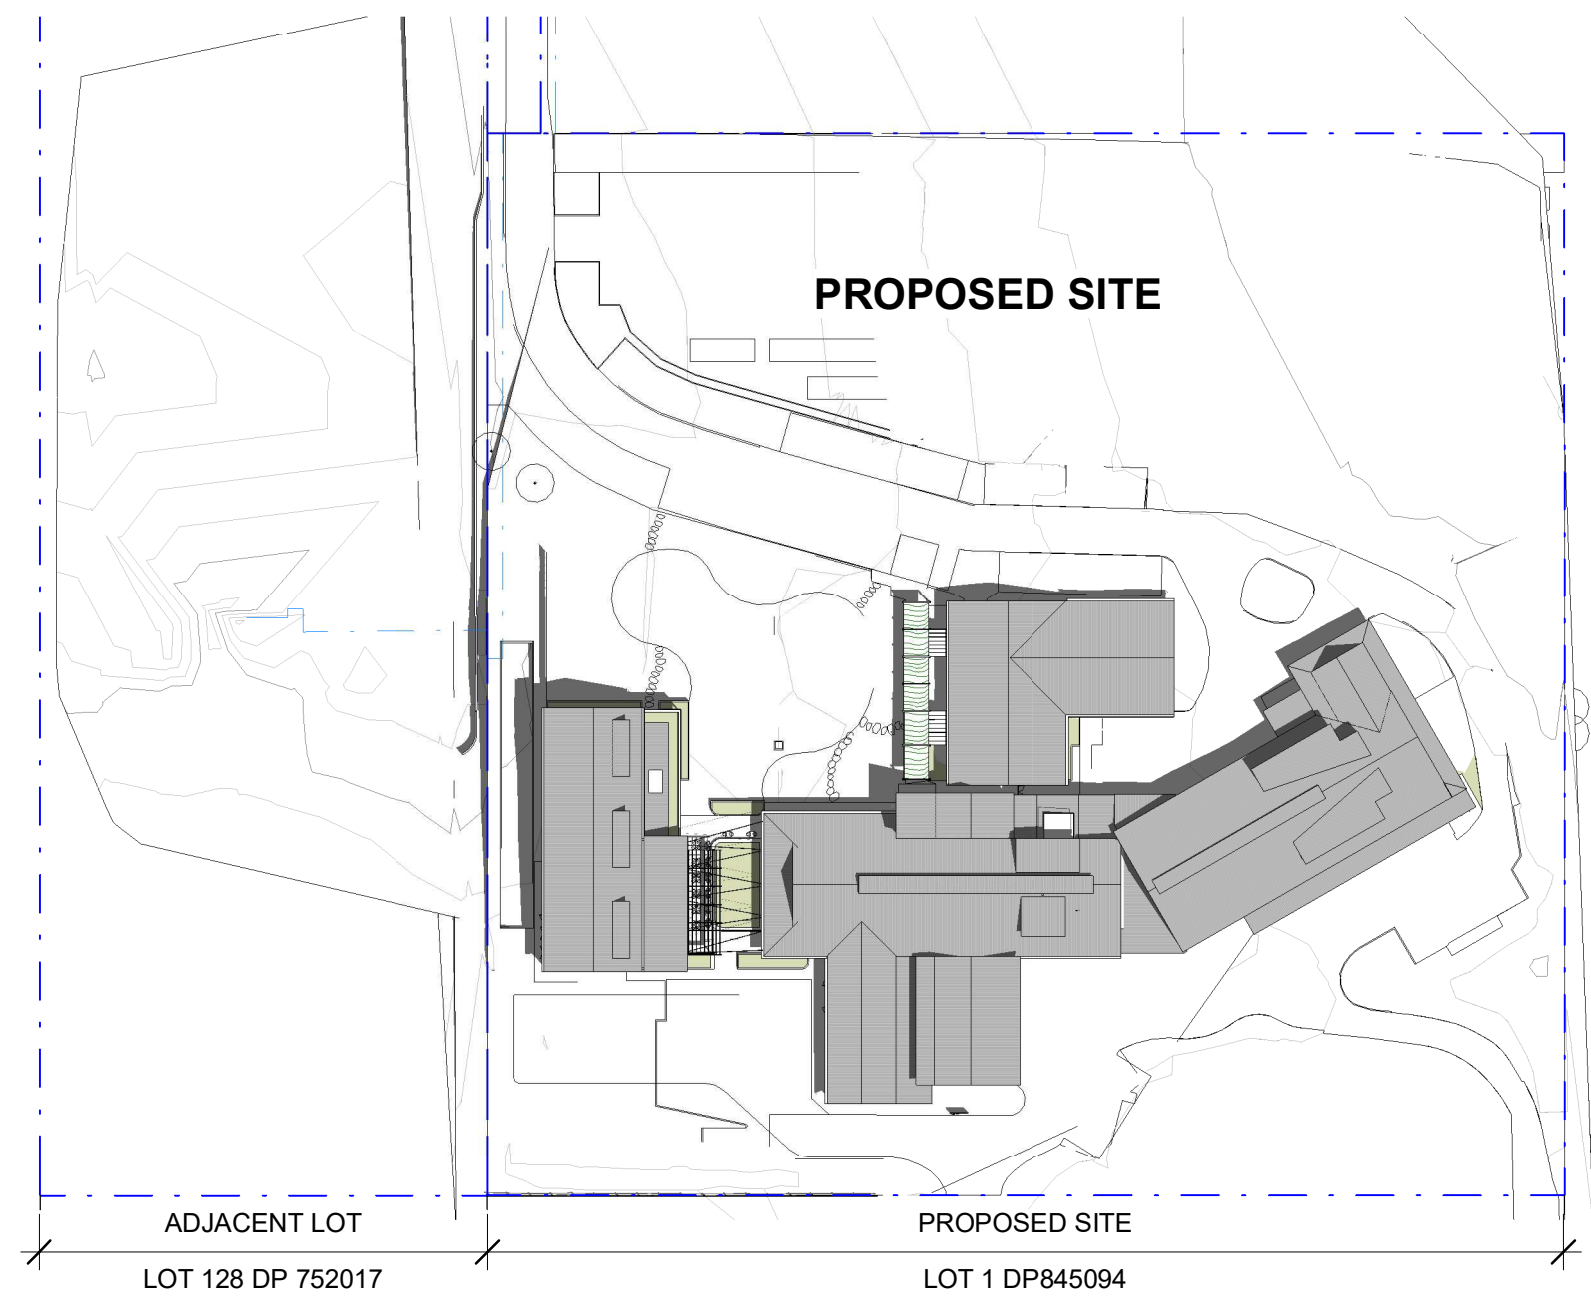 PROPOSED SITE
ADJACENT LOT
PROPOSED SITE
LOT 128 DP 752017
LOT 1 DP845094